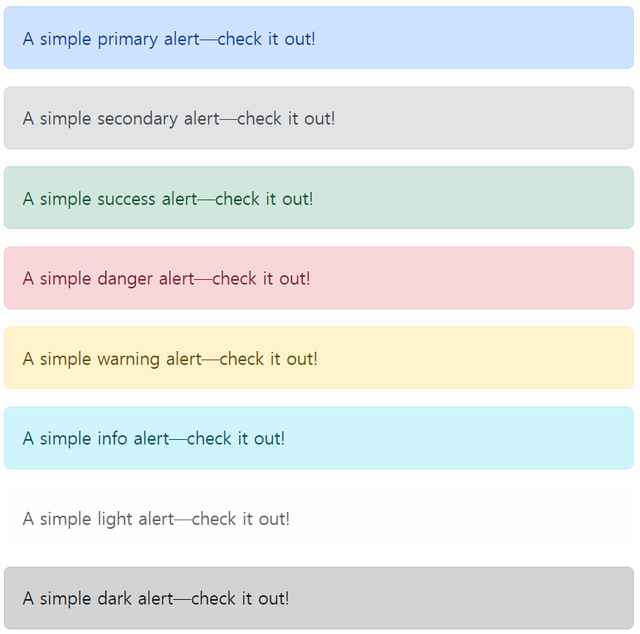 A simple primary alert—check it out!
A simple secondary alert—check it out!
A simple success alert—check it out!
A simple danger alert—check it out!
A simple warning alert—check it out!
A simple info alert—check it out!
A simple light alert—check it out!
A simple dark alert—check it out!